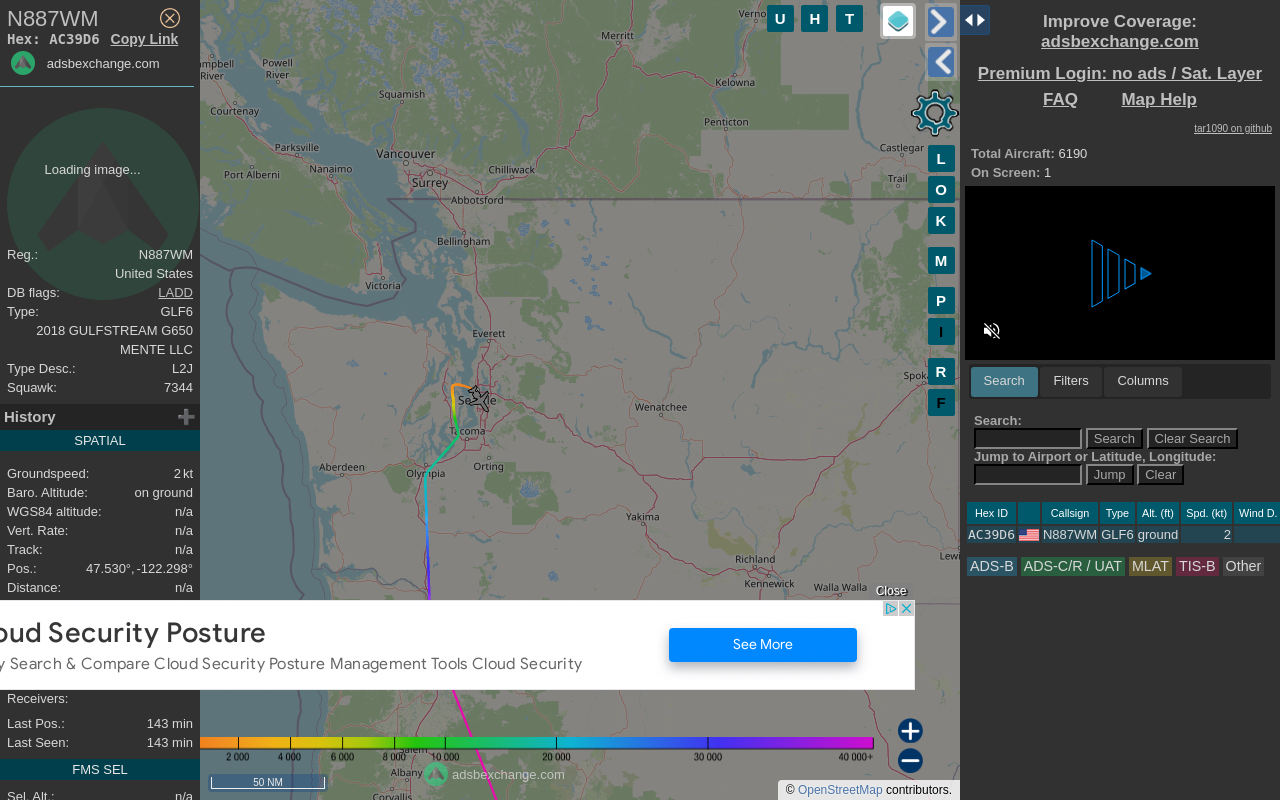 N887WM
Hex: AC39D6 Copy Link
adsbexchange.com
Loading image...
Reg.: N887WM
United States
DB flags: LADD
Type: GLF6
2018 GULFSTREAM G650
MENTE LLC
Type Desc.: L2J
Squawk: 7344
History
SPATIAL
Groundspeed: 2 kt
Baro. Altitude: on ground
WGS84 altitude: n/a
Vert. Rate: n/a
Track: n/a
Pos.: 47.530°, -122.298°
Distance: n/a
Receivers:
Last Pos.: 143 min
Last Seen: 143 min
FMS SEL
Sel. Alt.: n/a
U H T
L
O
K
M
P
I
R
F
Merritt
Powell
River
River
Squamish
Kelowna
Courtenay
Penticton
Parksville
Vancouver
Castlegar
Nanaimo
Port Alberni
Surrey
Chilliwack
Trail
Abbotsford
Bellingham
Victoria
Everett
Wenatchee
Tacoma
Aberdeen
Olympia
Orting
Yakima
Richland
Kennewick
Walla Walla
Close
oud Security Posture
y Search & Compare Cloud Security Posture Management Tools Cloud Security
See More
2 000 4 000 6 000 8 000 10 000 20 000 30 000 40 000+
Albany
adsbexchange.com
50 NM
Corvallis
© OpenStreetMap contributors.
Improve Coverage:
adsbexchange.com
Premium Login: no ads / Sat. Layer
FAQ Map Help
tar1090 on github
Total Aircraft: 6190
On Screen: 1
Search Filters Columns
Search:
Search Clear Search
Jump to Airport or Latitude, Longitude:
Jump Clear
Hex ID Callsign Type Alt. (ft) Spd. (kt) Wind D.
AC39D6 N887WM GLF6 ground 2
ADS-B ADS-C/R / UAT MLAT TIS-B Other